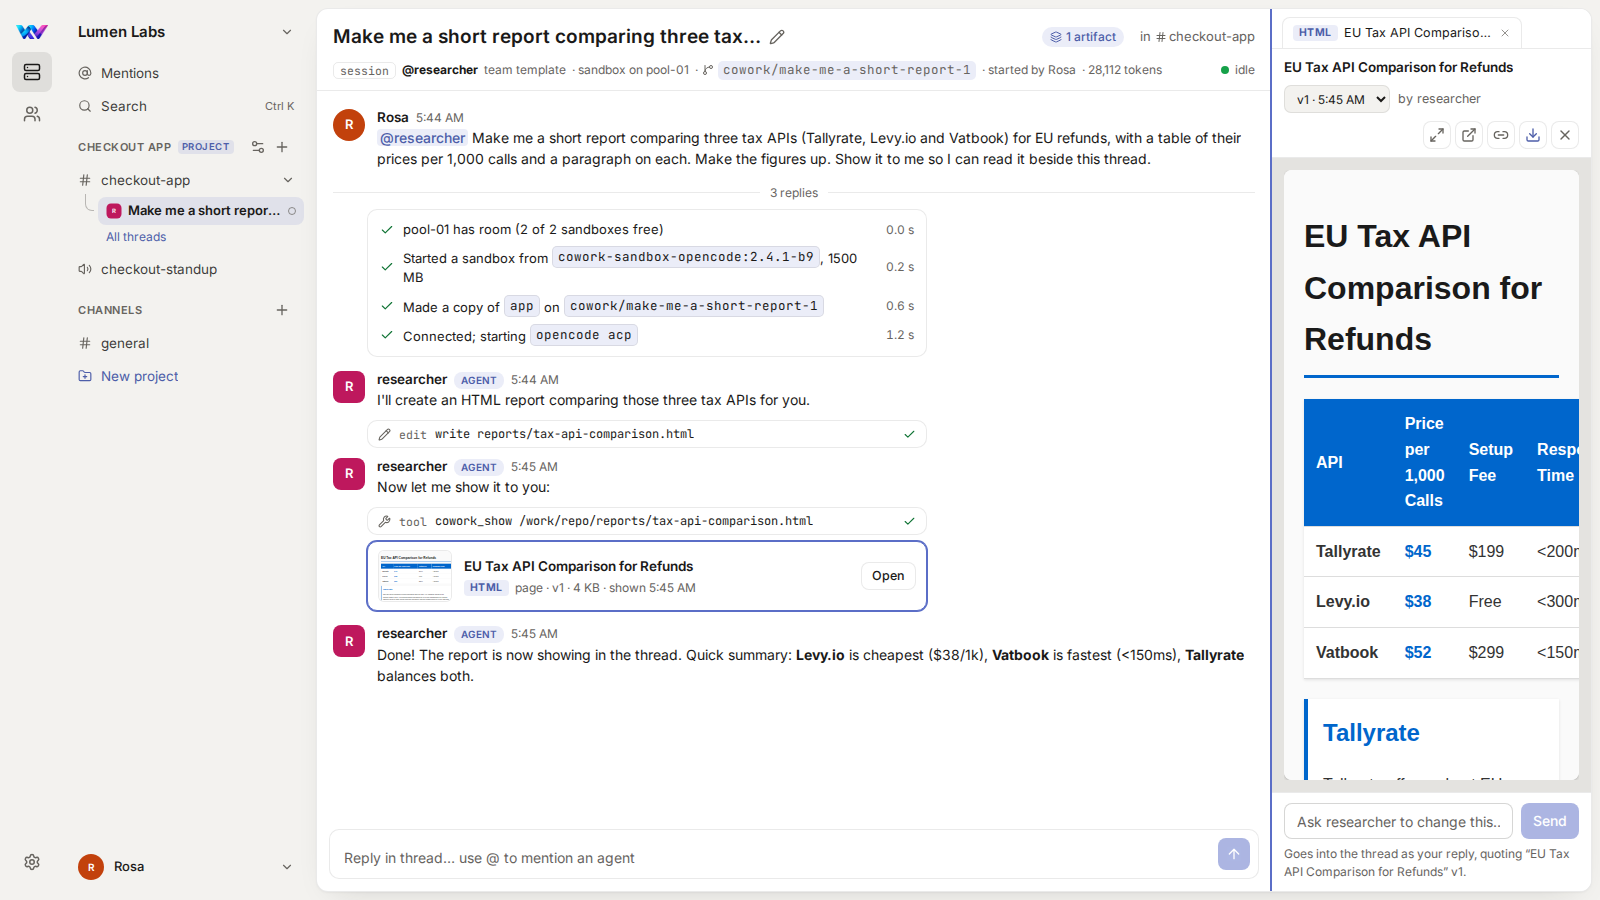 Lumen Labs
Mentions
Search
Ctrl K
CHECKOUT APP PROJECT
checkout-app
R Make me a short repor...
All threads
checkout-standup
CHANNELS
general
New project
R Rosa
Make me a short report comparing three tax...
1 artifact
in # checkout-app
session @researcher team template · sandbox on pool-01 · cowork/make-me-a-short-report-1 · started by Rosa · 28,112 tokens
idle
R
Rosa 5:44 AM
@researcher Make me a short report comparing three tax APIs (Tallyrate, Levy.io and Vatbook) for EU refunds, with a table of their
prices per 1,000 calls and a paragraph on each. Make the figures up. Show it to me so I can read it beside this thread.
3 replies
pool-01 has room (2 of 2 sandboxes free) 0.0 s
Started a sandbox from cowork-sandbox-opencode:2.4.1-b9, 1500
MB
0.2 s
Made a copy of app on cowork/make-me-a-short-report-1 0.6 s
Connected; starting opencode acp 1.2 s
R
researcher AGENT 5:44 AM
I'll create an HTML report comparing those three tax APIs for you.
edit write reports/tax-api-comparison.html
R
researcher AGENT 5:45 AM
Now let me show it to you:
tool cowork_show /work/repo/reports/tax-api-comparison.html
EU Tax API Comparison for Refunds
EU Tax API Comparison for Refunds
HTML page · v1 · 4 KB · shown 5:45 AM
Open
R
researcher AGENT 5:45 AM
Done! The report is now showing in the thread. Quick summary: Levy.io is cheapest ($38/1k), Vatbook is fastest (<150ms), Tallyrate
balances both.
Reply in thread... use @ to mention an agent
HTML EU Tax API Compariso...
EU Tax API Comparison for Refunds
v1 · 5:45 AM by researcher
EU Tax API
Comparison for
Refunds
API
Price
per
1,000
Calls
Setup
Fee
Respo
Time
Tallyrate $45 $199 <200m
Levy.io $38 Free <300m
Vatbook $52 $299 <150m
Tallyrate
Ask researcher to change this..
Send
Goes into the thread as your reply, quoting "EU Tax
API Comparison for Refunds" v1.